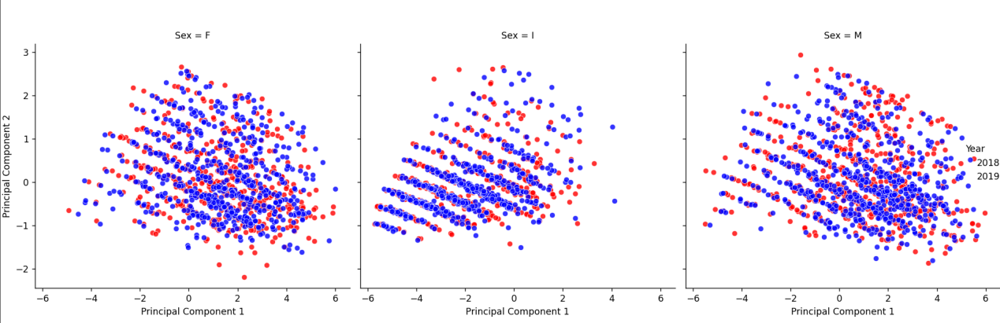 Sex = F
Sex = I
Sex = M
3
2
1
0
−1
−2
Principal Component 2
−6 −4 −2 0 2 4 6
−6 −4 −2 0 2 4 6
−6 −4 −2 0 2 4 6
Principal Component 1
Principal Component 1
Principal Component 1
Year
2018
2019